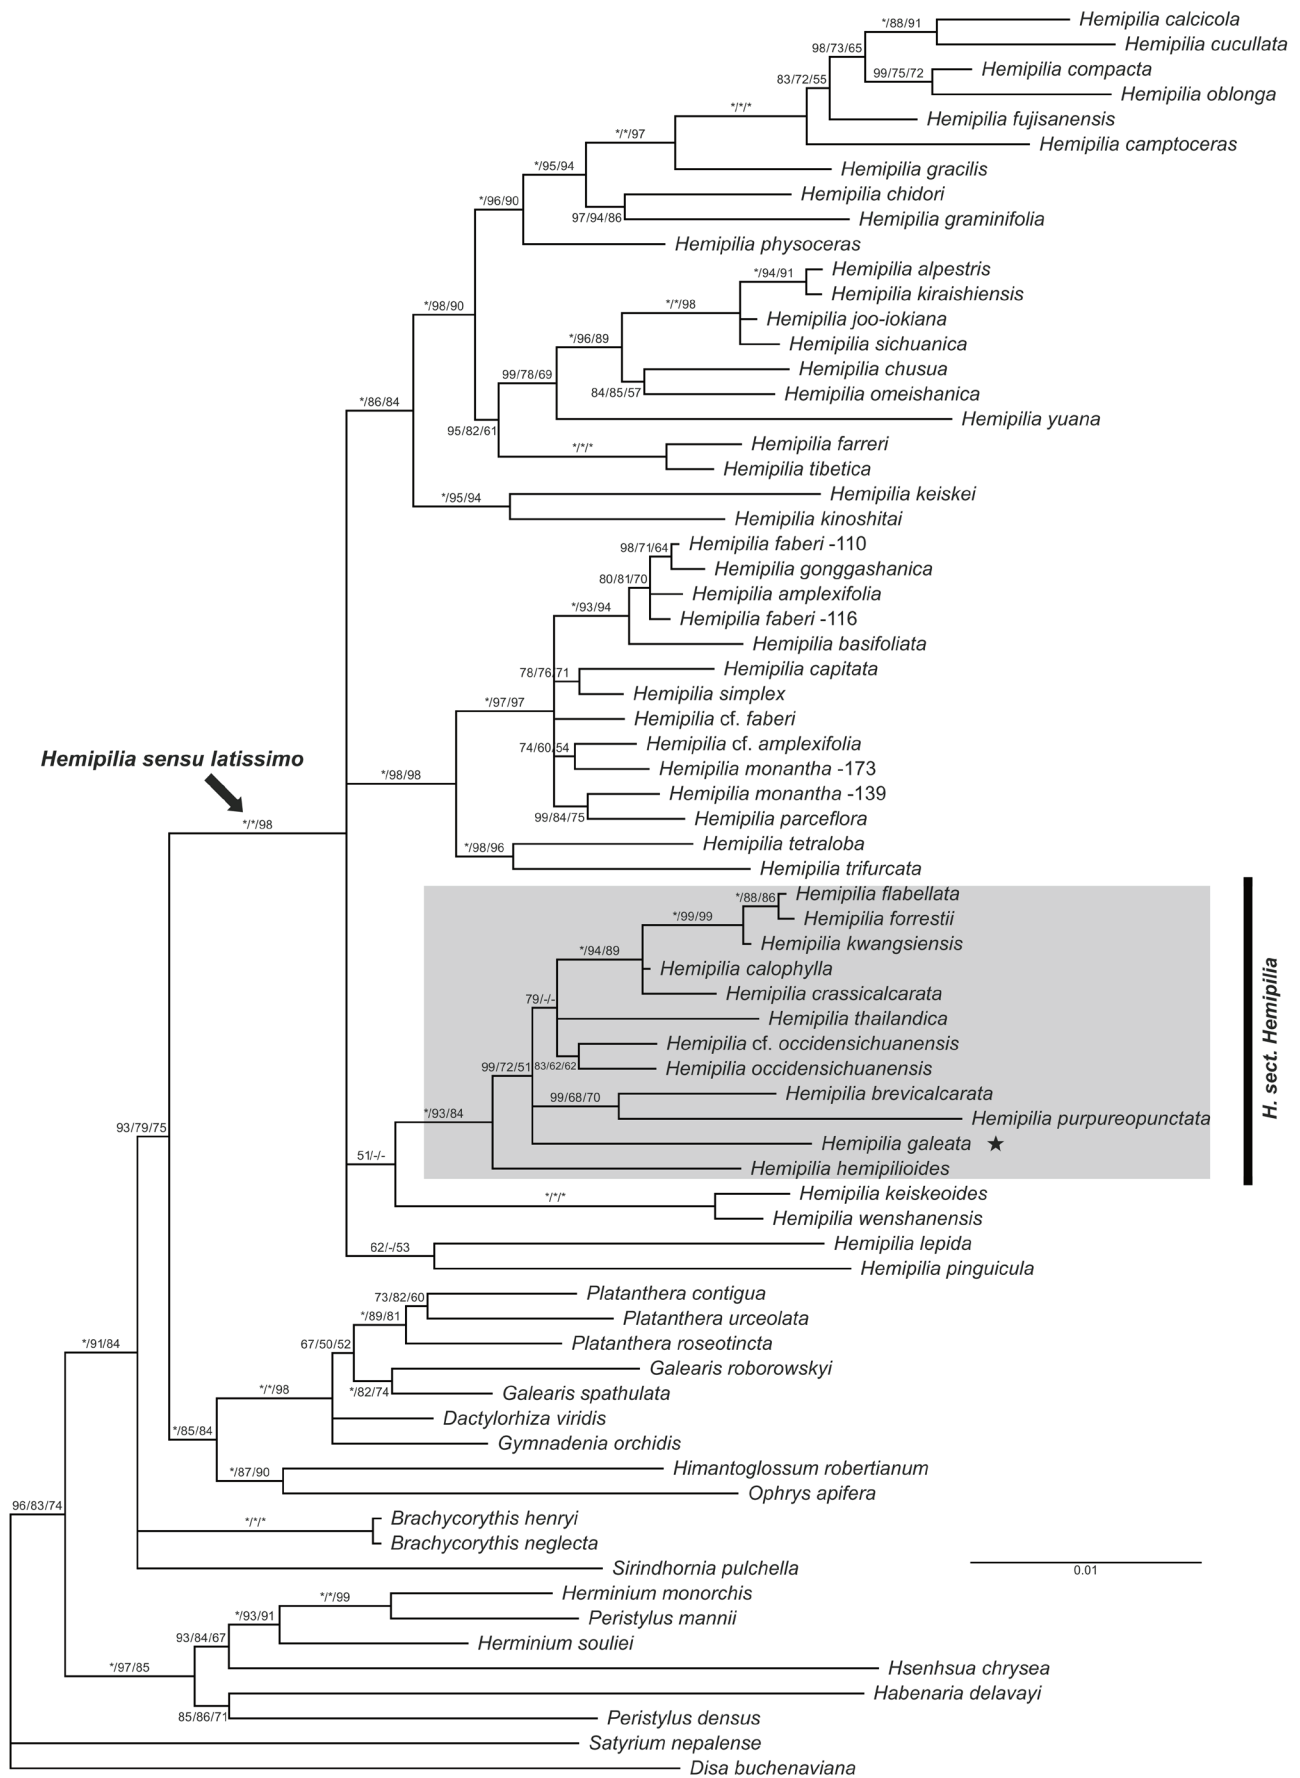 */88/91
Hemipilia calcicola
Hemipilia cucullata
98/73/65
99/75/72
Hemipilia compacta
Hemipilia oblonga
83/72/55
Hemipilia fujisanensis
*/*/*
Hemipilia camptoceras
*/*/97
Hemipilia gracilis
*/95/94
Hemipilia chidori
97/94/86
Hemipilia graminifolia
*/96/90
Hemipilia physoceras
*/94/91
Hemipilia alpestris
Hemipilia kiraishiensis
*/98/90
*/*/98
Hemipilia joo-iokiana
Hemipilia sichuanica
*/96/89
Hemipilia chusua
84/85/57
Hemipilia omeishanica
99/78/69
Hemipilia yuana
*/86/84
95/82/61
*/*/*
Hemipilia farreri
Hemipilia tibetica
*/95/94
Hemipilia keiskei
Hemipilia kinoshitai
98/71/64
Hemipilia faberi -110
Hemipilia gonggashanica
80/81/70
Hemipilia amplexifolia
Hemipilia faberi -116
*/93/94
Hemipilia basifoliata
78/76/71
Hemipilia capitata
Hemipilia simplex
*/97/97
Hemipilia cf. faberi
74/60/54
Hemipilia cf. amplexifolia
Hemipilia monantha -173
Hemipilia sensu latissimo
*/98/98
Hemipilia monantha -139
99/84/75
Hemipilia parceflora
*/*/98
*/98/96
Hemipilia tetraloba
Hemipilia trifurcata
*/88/86
Hemipilia flabellata
Hemipilia forrestii
*/99/99
Hemipilia kwangsiensis
*/94/89
Hemipilia calophylla
Hemipilia crassicalcarata
79/-/-
Hemipilia thailandica
Hemipilia cf. occidensichuanensis
83/62/62
Hemipilia occidensichuanensis
99/72/51
99/68/70
Hemipilia brevicalcarata
Hemipilia purpureopunctata
*/93/84
Hemipilia galeata ★
Hemipilia hemipilioides
H. sect. Hemipilia
51/-/-
*/*/*
Hemipilia keiskeoides
Hemipilia wenshanensis
93/79/75
62/-/53
Hemipilia lepida
Hemipilia pinguicula
73/82/60
Platanthera contigua
Platanthera urceolata
*/89/81
Platanthera roseotincta
67/50/52
Galearis roborowskyi
*/82/74
Galearis spathulata
*/91/84
*/*/98
Dactylorhiza viridis
Gymnadenia orchidis
*/85/84
*/87/90
Himantoglossum robertianum
Ophrys apifera
96/83/74
*/*/*
Brachycorythis henryi
Brachycorythis neglecta
Sirindhornia pulchella
0.01
*/*/99
Herminium monorchis
Peristylus mannii
*/93/91
Herminium souliei
93/84/67
Hsenhsua chrysea
*/97/85
Habenaria delavayi
85/86/71
Peristylus densus
Satyrium nepalense
Disa buchenaviana